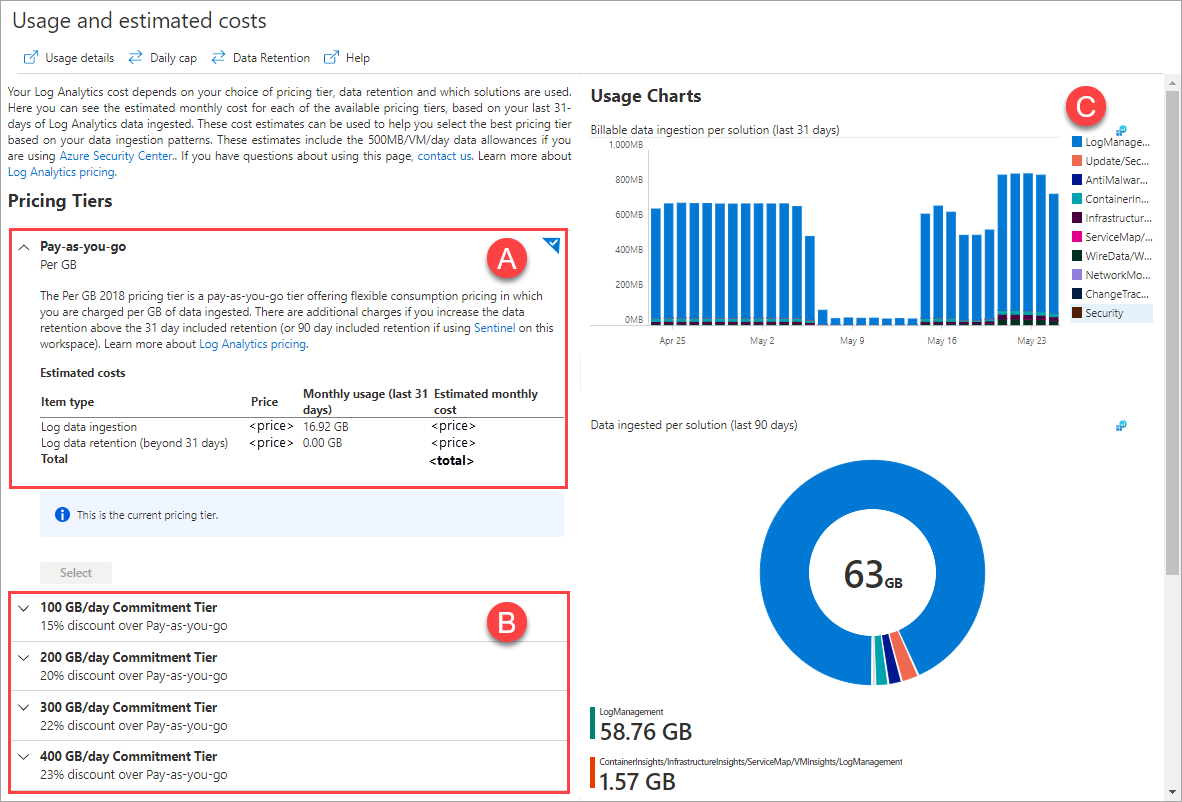 Usage and estimated costs
Usage details
Daily cap
Data Retention
Help
Your Log Analytics cost depends on your choice of pricing tier, data retention and which solutions are used.
Here you can see the estimated monthly cost for each of the available pricing tiers, based on your last 31-
days of Log Analytics data ingested. These cost estimates can be used to help you select the best pricing tier
based on your data ingestion patterns. These estimates include the 500MB/VM/day data allowances if you
are using Azure Security Center.. If you have questions about using this page, contact us. Learn more about
Log Analytics pricing.
Pricing Tiers
Pay-as-you-go
A
Per GB
The Per GB 2018 pricing tier is a pay-as-you-go tier offering flexible consumption pricing in which
you are charged per GB of data ingested. There are additional charges if you increase the data
retention above the 31 day included retention (or 90 day included retention if using Sentinel on this
workspace). Learn more about Log Analytics pricing.
Estimated costs
Item type Price Monthly usage (last 31 Estimated monthly
days) cost
Log data ingestion <price> 16.92 GB <price>
Log data retention (beyond 31 days) <price> 0.00 GB <price>
Total <total>
This is the current pricing tier.
Select
100 GB/day Commitment Tier
B
15% discount over Pay-as-you-go
200 GB/day Commitment Tier
20% discount over Pay-as-you-go
300 GB/day Commitment Tier
22% discount over Pay-as-you-go
400 GB/day Commitment Tier
23% discount over Pay-as-you-go
Usage Charts
C
Billable data ingestion per solution (last 31 days)
1,000MB
800MB
600MB
400MB
200MB
0MB
Apr 25 May 2 May 9 May 16 May 23
LogManage...
Update/Sec...
AntiMalwar...
ContainerIn...
Infrastructur...
ServiceMap/...
WireData/W...
NetworkMo...
ChangeTrac...
Security
Data ingested per solution (last 90 days)
63GB
LogManagement
58.76 GB
ContainerInsights/InfrastructureInsights/ServiceMap/VMInsights/LogManagement
1.57 GB